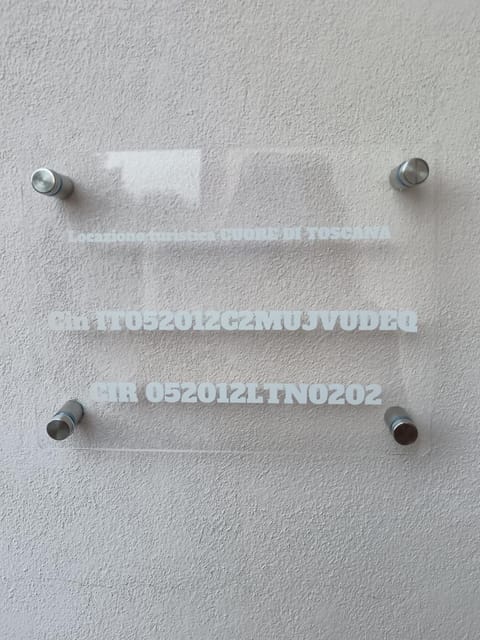 Locazione turistica CUORE DI TOSCANA
Cin IT052012C2MUJVUDEQ
CIR 052012LTN0202